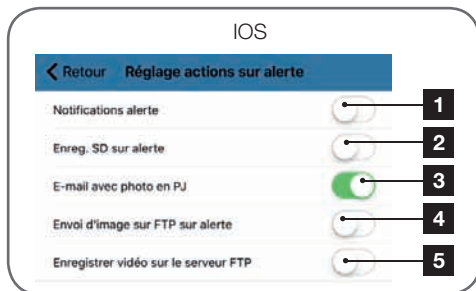 IOS
Retour Réglage actions sur alerte
Notifications alerte 1
Enreg. SD sur alerte 2
E-mail avec photo en PJ 3
Envoi d'image sur FTP sur alerte 4
Enregistrer vidéo sur le serveur FTP 5